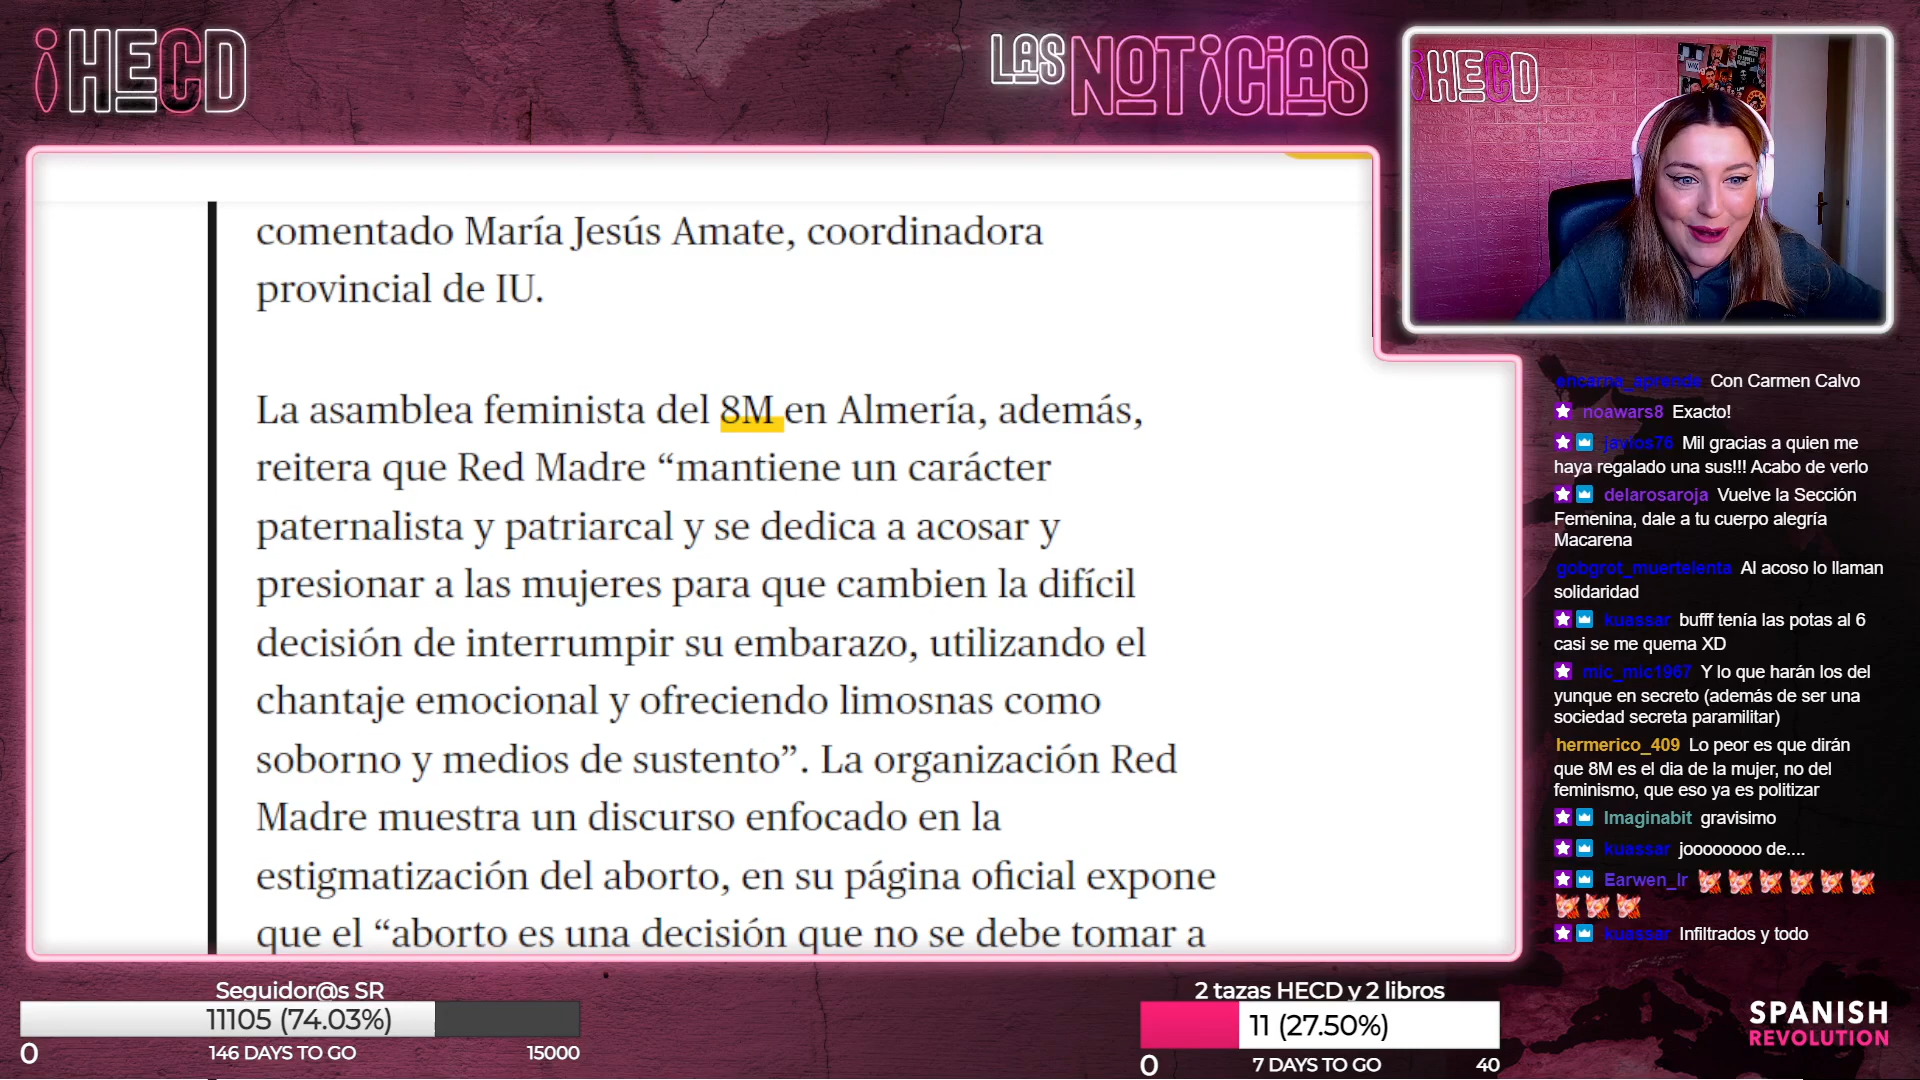 HECD
LAS NOTICIAS
HECD
comentado María Jesús Amate, coordinadora
provincial de IU.
La asamblea feminista del 8M en Almería, además,
reitera que Red Madre “mantiene un carácter
paternalista y patriarcal y se dedica a acosar y
presionar a las mujeres para que cambien la difícil
decisión de interrumpir su embarazo, utilizando el
chantaje emocional y ofreciendo limosnas como
soborno y medios de sustento”. La organización Red
Madre muestra un discurso enfocado en la
estigmatización del aborto, en su página oficial expone
que el “aborto es una decisión que no se debe tomar a
encarna_aprende Con Carmen Calvo
noawars8 Exacto!
javios76 Mil gracias a quien me
haya regalado una sus!!! Acabo de verlo
delarosaroja Vuelve la Sección
Femenina, dale a tu cuerpo alegría
Macarena
gobgrot_muertelenta Al acoso lo llaman
solidaridad
kuassar bufff tenía las potas al 6
casi se me quema XD
mic_mic1967 Y lo que harán los del
yunque en secreto (además de ser una
sociedad secreta paramilitar)
hermerico_409 Lo peor es que dirán
que 8M es el dia de la mujer, no del
feminismo, que eso ya es politizar
Imaginabit gravisimo
kuassar joooooooo de....
Earwen_Ir
kuassar Infiltrados y todo
Seguidor@s SR
11105 (74.03%)
0 146 DAYS TO GO 15000
2 tazas HECD y 2 libros
11 (27.50%)
0 7 DAYS TO GO 40
SPANISH
REVOLUTION